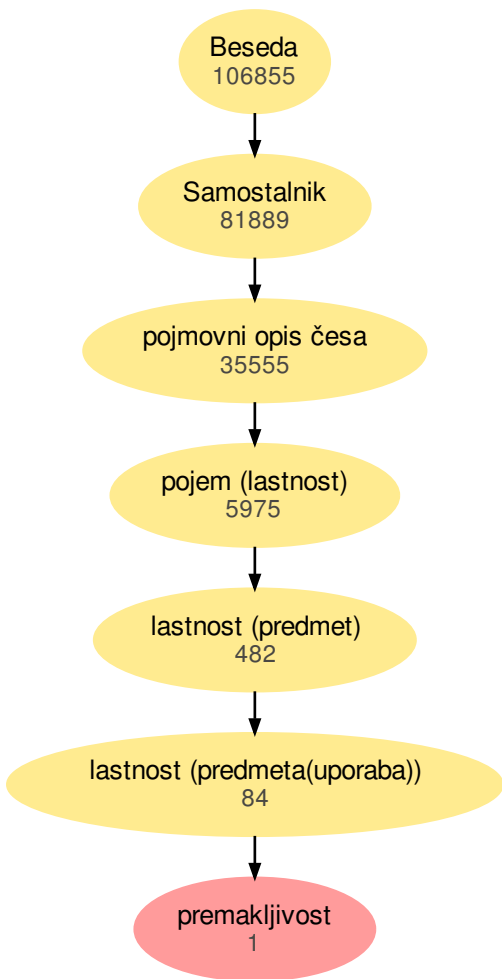 Beseda
106855
Samostalnik
81889
pojmovni opis česa
35555
pojem (lastnost)
5975
lastnost (predmet)
482
lastnost (predmeta(uporaba))
84
premakljivost
1